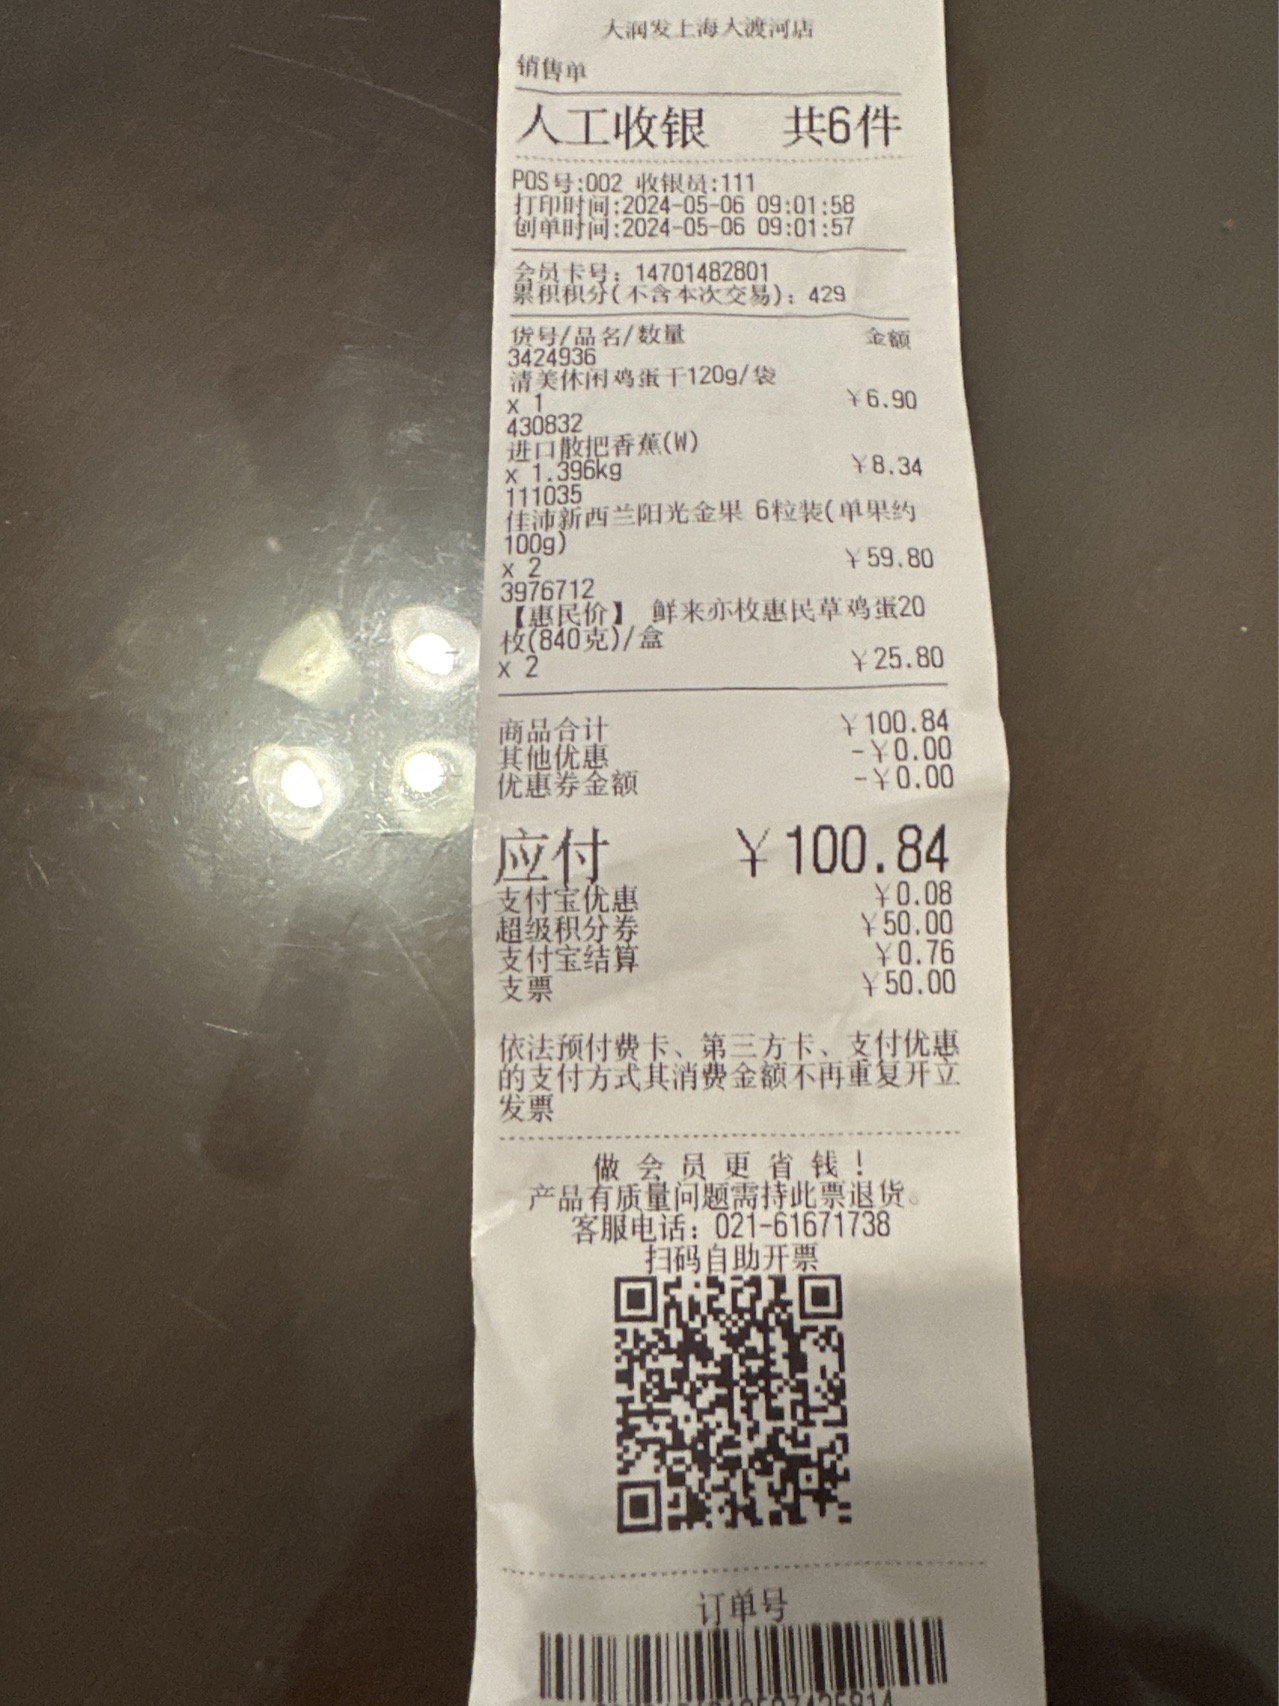 大润发上海大渡河店
销售单
人工收银 共6件
POS号:002 收银员:111
打印时间:2024-05-06 09:01:58
创单时间:2024-05-06 09:01:57
会员卡号：14701482801
累积积分(不含本次交易)：429
货号/品名/数量 金额
3424936
清美休闲鸡蛋干120g/袋
x 1 ￥6.90
430832
进口散把香蕉(W)
x 1.396kg ￥8.34
111035
佳沛新西兰阳光金果 6粒装(单果约
100g)
x 2 ￥59.80
3976712
【惠民价】 鲜来亦枚惠民草鸡蛋20
枚(840克)/盒
x 2 ￥25.80
商品合计 ￥100.84
其他优惠 -￥0.00
优惠券金额 -￥0.00
应付 ￥100.84
支付宝优惠 ￥0.08
超级积分券 ￥50.00
支付宝结算 ￥0.76
支票 ￥50.00
依法预付费卡、第三方卡、支付优惠
的支付方式其消费金额不再重复开立
发票
做会员更省钱！
产品有质量问题需持此票退货。
客服电话：021-61671738
扫码自助开票
订单号